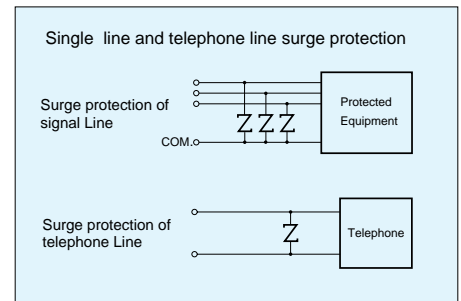 Single line and telephone line surge protection
Surge protection of
signal Line
Protected
Equipment
COM.
Surge protection of
telephone Line
Telephone